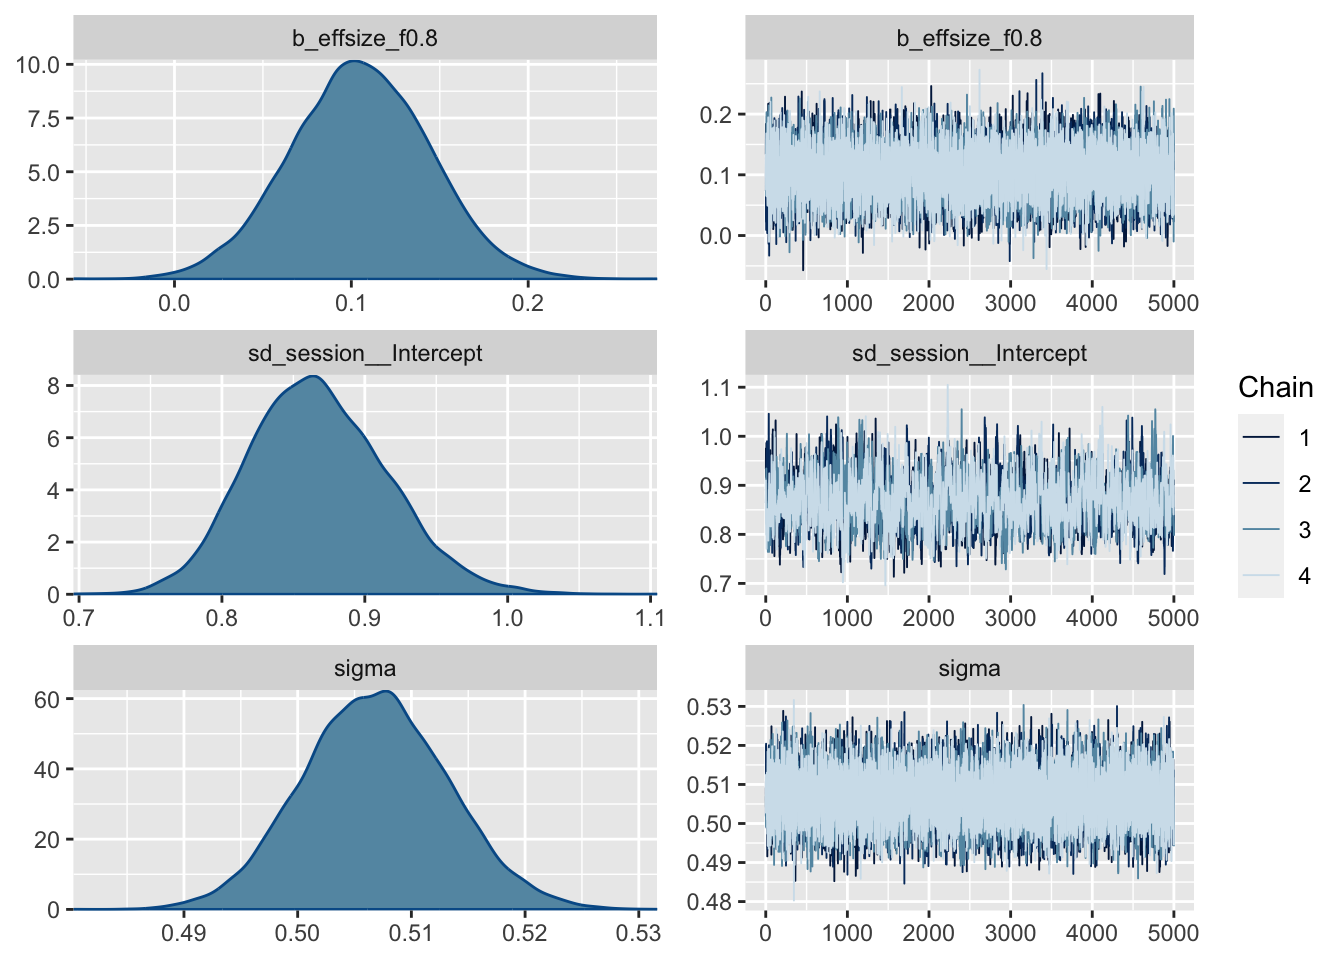 b_effsize_f0.8
10.0
7.5
5.0
2.5
0.0
0.0 0.1 0.2
b_effsize_f0.8
0.2
0.1
0.0
0 1000 2000 3000 4000 5000
sd_session__Intercept
8
6
4
2
0
0.7 0.8 0.9 1.0 1.1
sd_session__Intercept
1.1
1.0
0.9
0.8
0.7
0 1000 2000 3000 4000 5000
sigma
60
40
20
0
0.49 0.50 0.51 0.52 0.53
sigma
0.53
0.52
0.51
0.50
0.49
0.48
0 1000 2000 3000 4000 5000
Chain
1
2
3
4